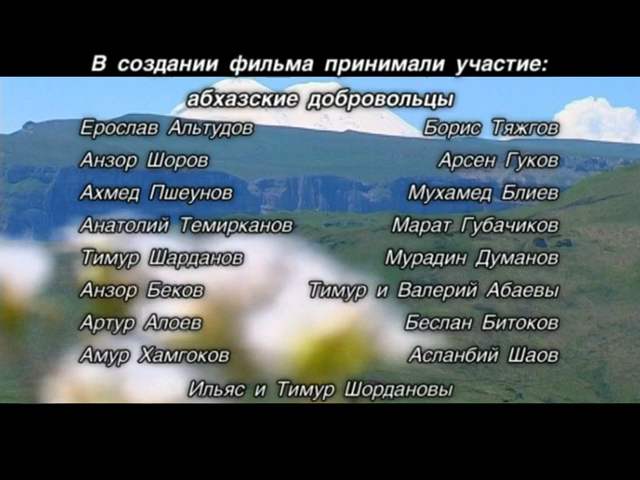 В создании фильма принимали участие:
абхазские добровольцы
Ерослав Альтудов Борис Тяжгов
Анзор Шоров Арсен Гуков
Ахмед Пшеунов Мухамед Блиев
Анатолий Темирканов Марат Губачиков
Тимур Шарданов Мурадин Думанов
Анзор Беков Тимур и Валерий Абаевы
Артур Апоев Беслан Битоков
Амур Хамгоков Асланбий Шаов
Ильяс и Тимур Шордановы